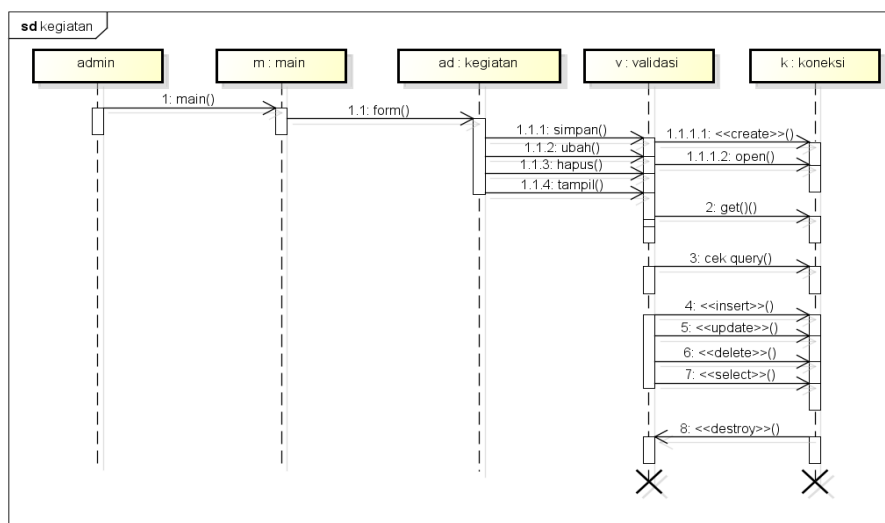 sd kegiatan
admin
m : main
ad : kegiatan
v : validasi
k : koneksi
1: main()
1.1: form()
1.1.1: simpan()
1.1.1.1: <<create>>()
1.1.2: ubah()
1.1.1.2: open()
1.1.3: hapus()
1.1.4: tampil()
2: get()()
3: cek query()
4: <<insert>>()
5: <<update>>()
6: <<delete>>()
7: <<select>>()
8: <<destroy>>()